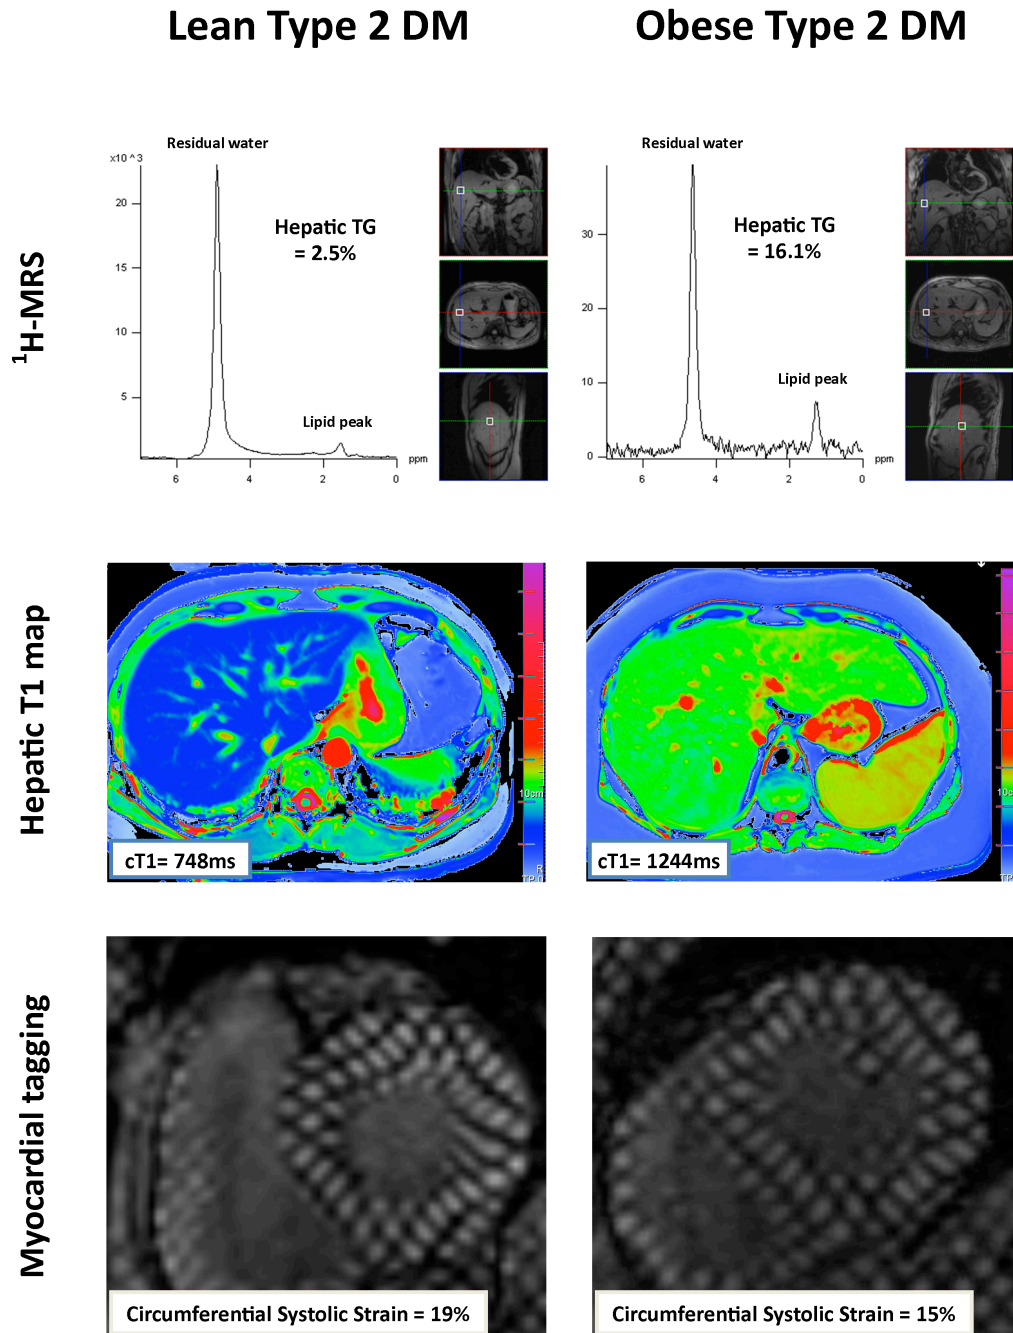 Lean Type 2 DM
Obese Type 2 DM
¹H-MRS
x10^3
Residual water
20
15
10
5
Hepatic TG
= 2.5%
Lipid peak
ppm
6
4
2
0
Residual water
30
20
10
0
Hepatic TG
= 16.1%
Lipid peak
ppm
6
4
2
0
Hepatic T1 map
10cm
R
cT1= 748ms
10c
cT1= 1244ms
Myocardial tagging
Circumferential Systolic Strain = 19%
Circumferential Systolic Strain = 15%